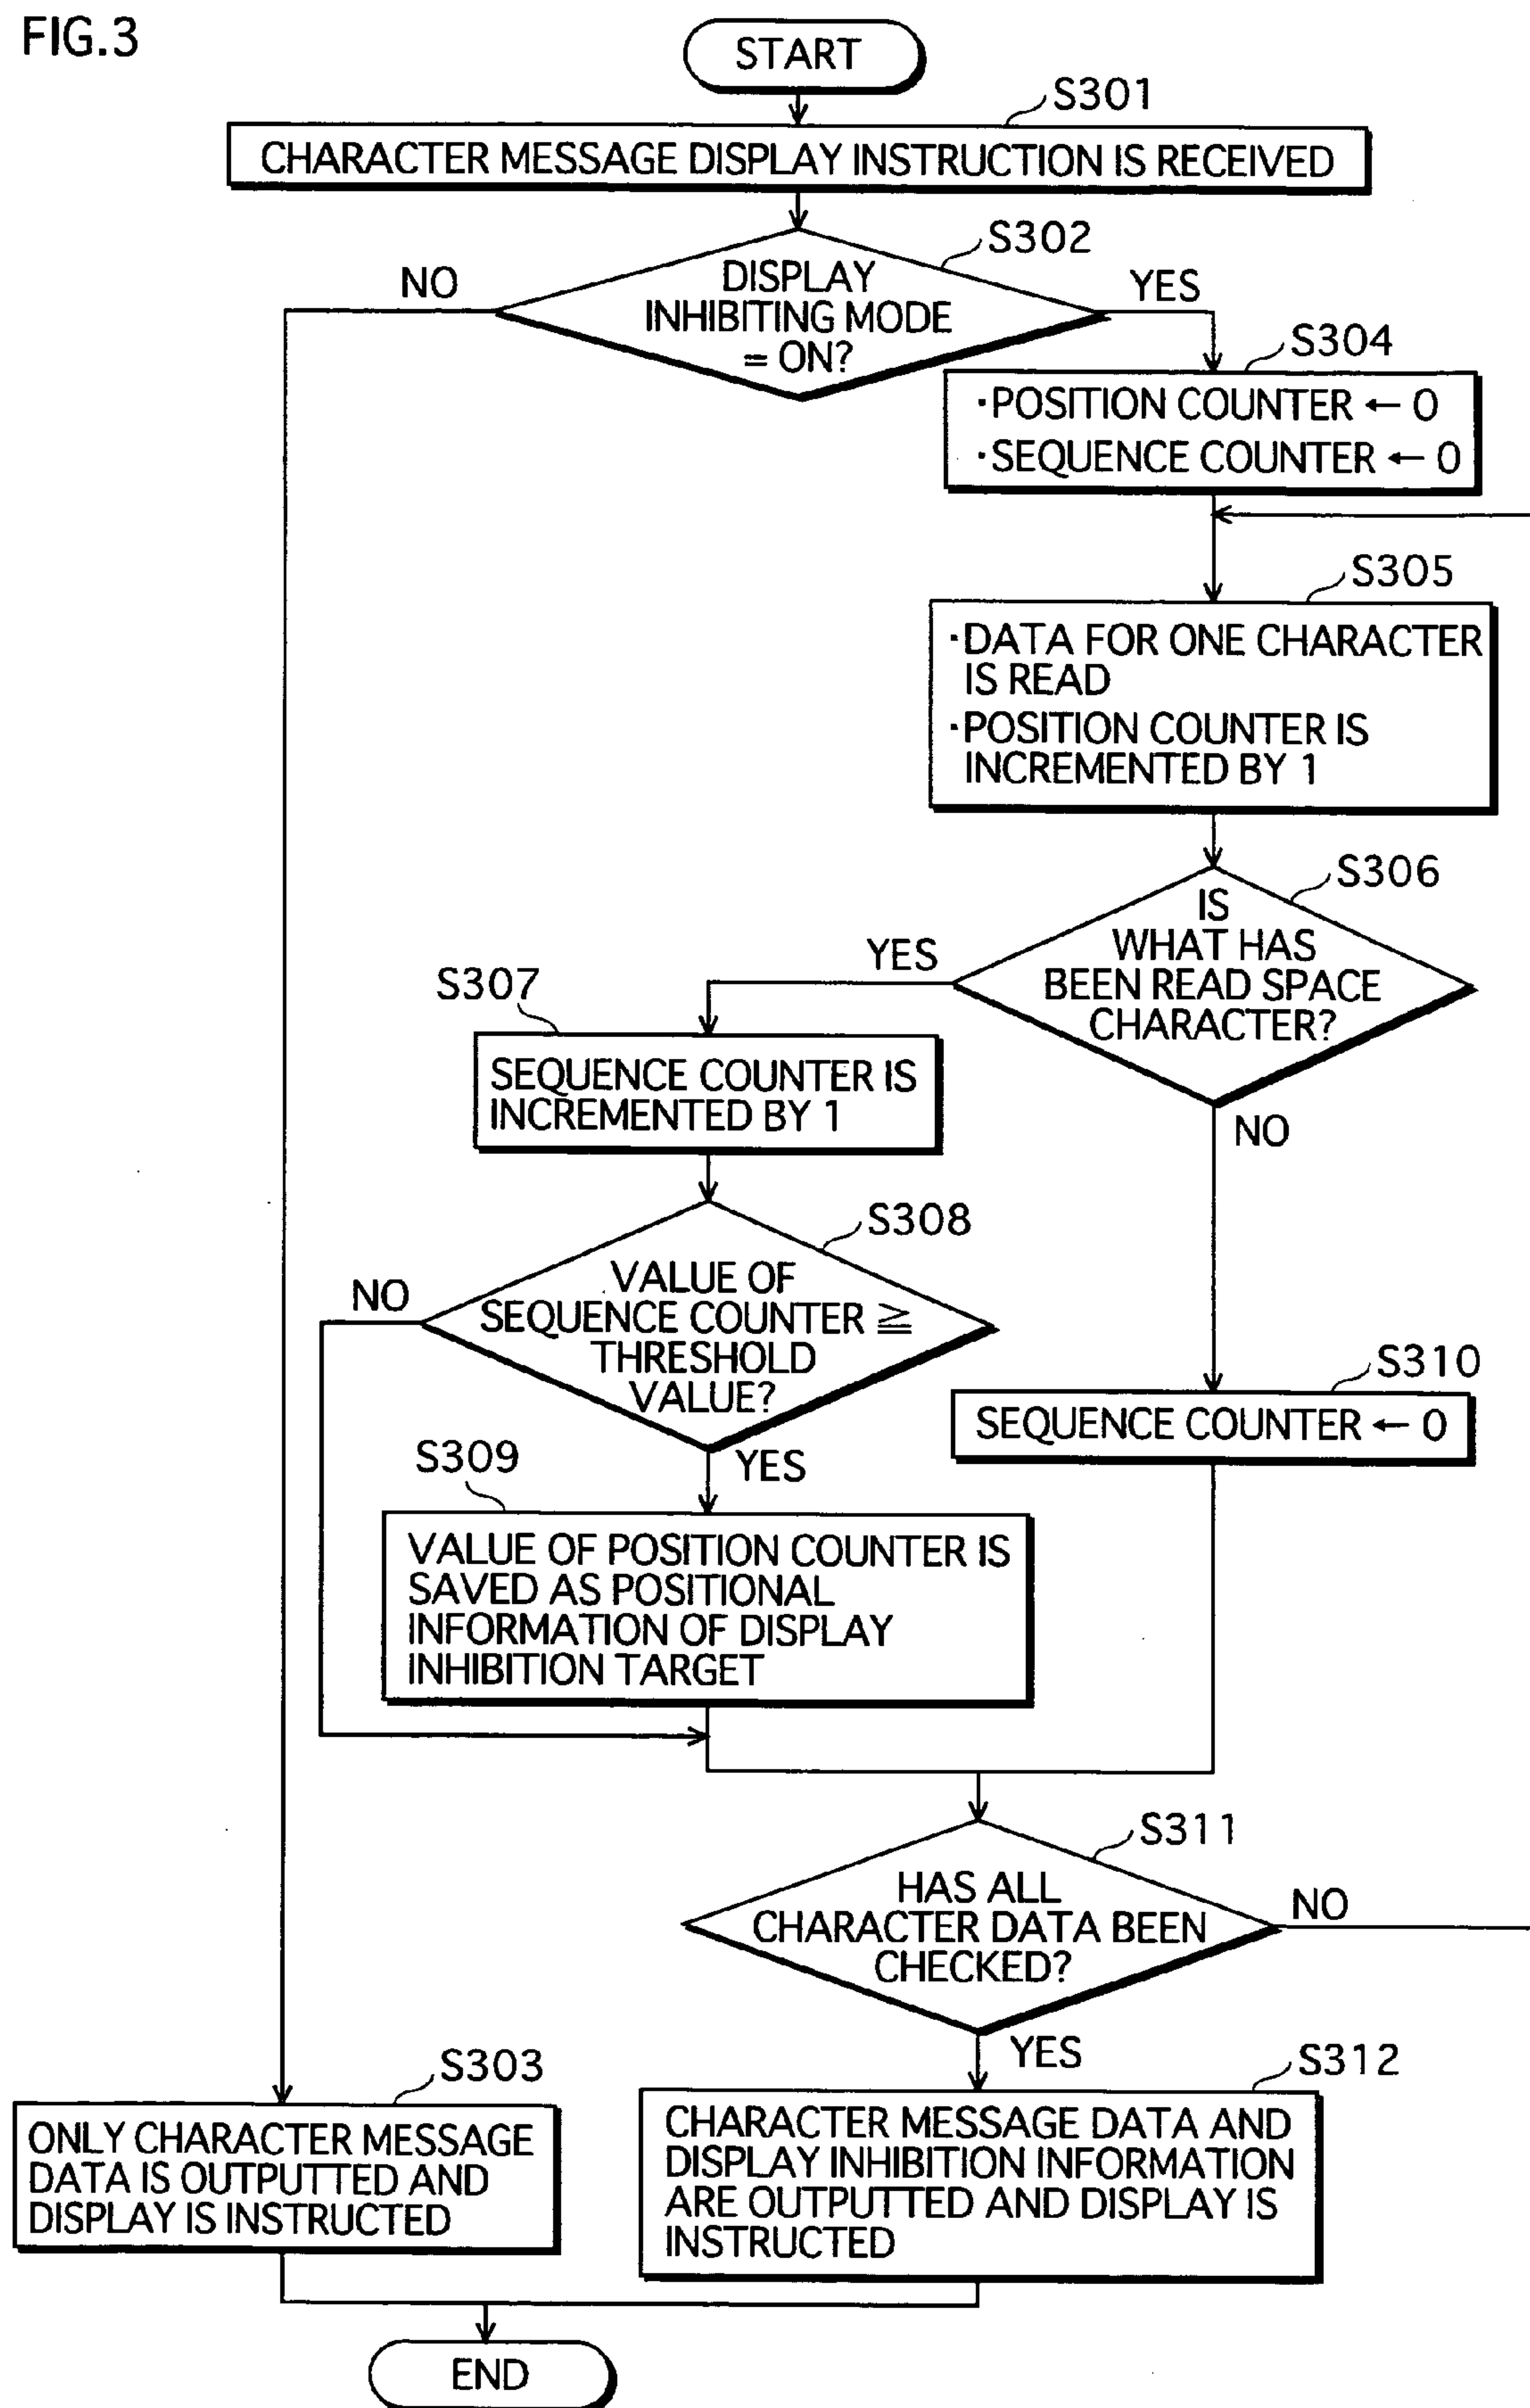 FIG.3
START
S301
CHARACTER MESSAGE DISPLAY INSTRUCTION IS RECEIVED
S302
NO
DISPLAY
INHIBITING MODE
= ON?
YES
S304
·POSITION COUNTER ← 0
·SEQUENCE COUNTER ← 0
S305
·DATA FOR ONE CHARACTER
IS READ
·POSITION COUNTER IS
INCREMENTED BY 1
S306
IS
WHAT HAS
BEEN READ SPACE
CHARACTER?
YES
NO
S307
SEQUENCE COUNTER IS
INCREMENTED BY 1
S308
VALUE OF
SEQUENCE COUNTER ≧
THRESHOLD
VALUE?
NO
YES
S310
SEQUENCE COUNTER ← 0
S309
VALUE OF POSITION COUNTER IS
SAVED AS POSITIONAL
INFORMATION OF DISPLAY
INHIBITION TARGET
S311
HAS ALL
CHARACTER DATA BEEN
CHECKED?
NO
YES
S303
ONLY CHARACTER MESSAGE
DATA IS OUTPUTTED AND
DISPLAY IS INSTRUCTED
S312
CHARACTER MESSAGE DATA AND
DISPLAY INHIBITION INFORMATION
ARE OUTPUTTED AND DISPLAY IS
INSTRUCTED
END